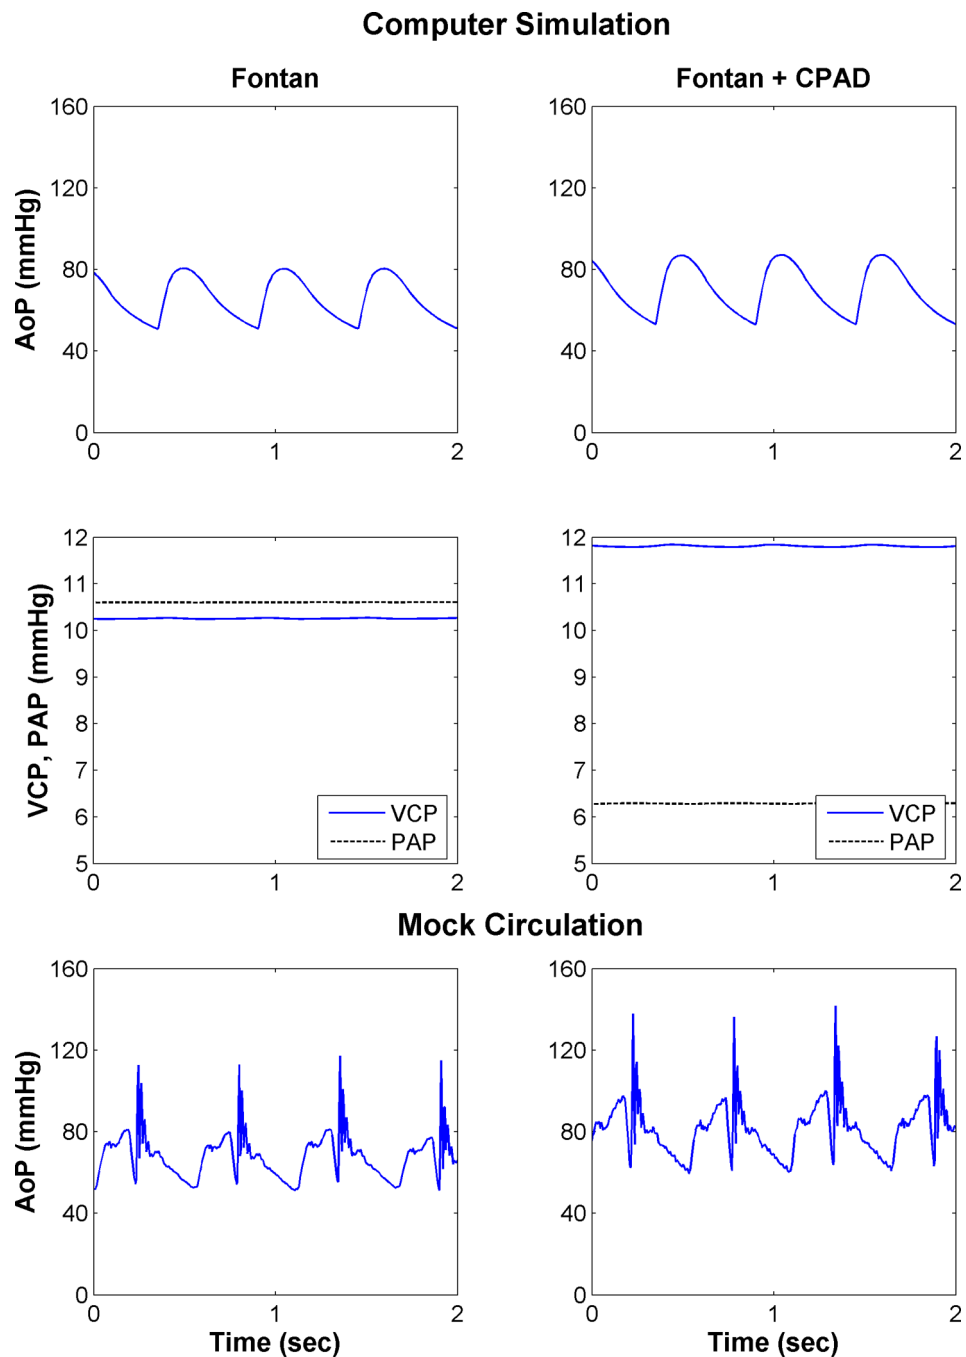 Computer Simulation
Fontan
Fontan + CPAD
AoP (mmHg)
160
120
80
40
0
0 1 2
160
120
80
40
0
0 1 2
VCP, PAP (mmHg)
12
11
10
9
8
7
6
5
0 1 2
VCP
PAP
12
11
10
9
8
7
6
5
0 1 2
VCP
PAP
Mock Circulation
AoP (mmHg)
160
120
80
40
0
0 1 2
Time (sec)
160
120
80
40
0
0 1 2
Time (sec)